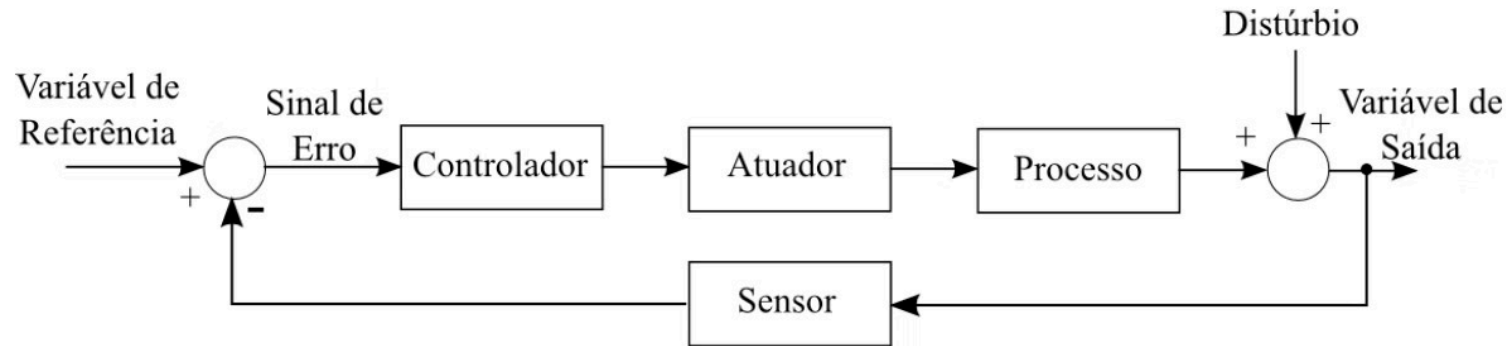 Distúrbio
Variável de
Referência
+
-
Sinal de
Erro
Controlador
Atuador
Processo
+
+
Variável de
Saída
Sensor